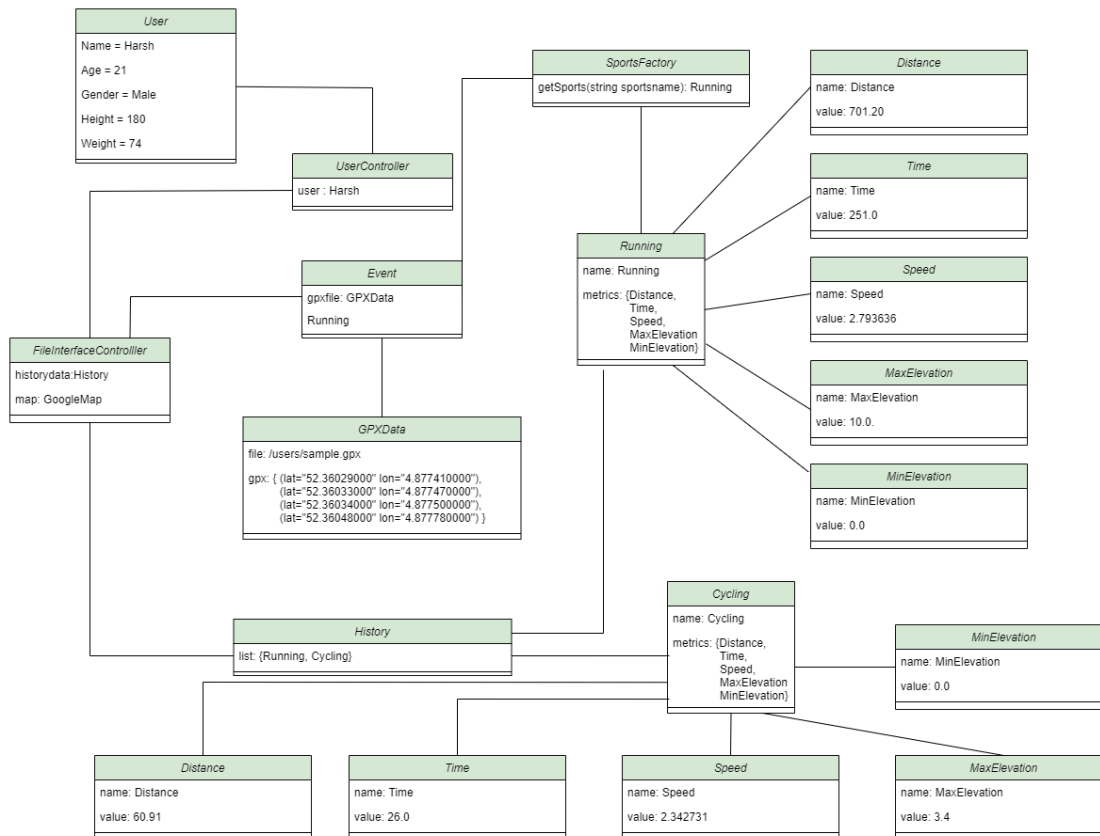 User
Name = Harsh
Age = 21
Gender = Male
Height = 180
Weight = 74
UserController
user : Harsh
SportsFactory
getSports(string sportsname): Running
Distance
name: Distance
value: 701.20
Time
name: Time
value: 251.0
Speed
name: Speed
value: 2.793636
MaxElevation
name: MaxElevation
value: 10.0.
MinElevation
name: MinElevation
value: 0.0
Running
name: Running
metrics: {Distance,
Time,
Speed,
MaxElevation
MinElevation}
Event
gpxfile: GPXData
Running
FileInterfaceControlller
historydata:History
map: GoogleMap
GPXData
file: /users/sample.gpx
gpx: { (lat="52.36029000" lon="4.877410000"),
(lat="52.36033000" lon="4.877470000"),
(lat="52.36034000" lon="4.877500000"),
(lat="52.36048000" lon="4.877780000") }
History
list: {Running, Cycling}
Cycling
name: Cycling
metrics: {Distance,
Time,
Speed,
MaxElevation
MinElevation}
MinElevation
name: MinElevation
value: 0.0
Distance
name: Distance
value: 60.91
Time
name: Time
value: 26.0
Speed
name: Speed
value: 2.342731
MaxElevation
name: MaxElevation
value: 3.4